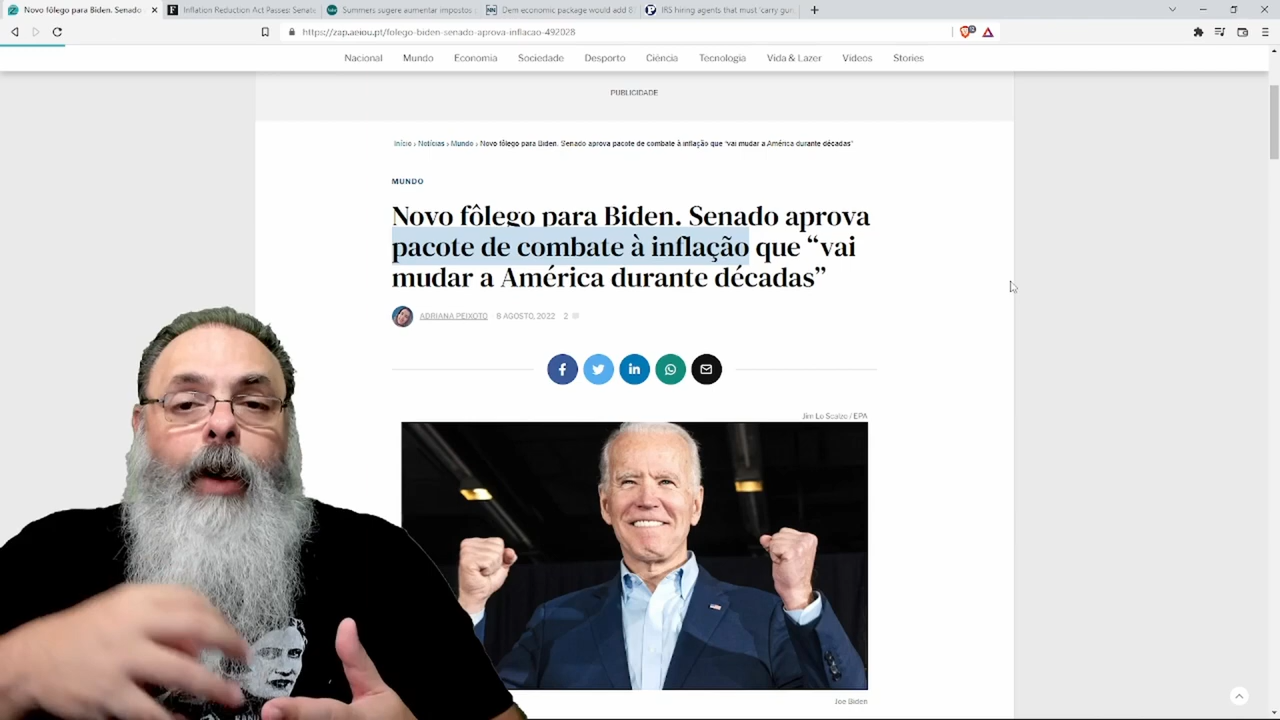 Novo fôlego para Biden. Senado
Inflation Reduction Act Passes: Senate
Summers sugere aumentar impostos
Dem economic package would add 8
IRS hiring agents that must 'carry gun
https://zap.aeiou.pt/folego-biden-senado-aprova-inflacao-492028
Nacional Mundo Economia Sociedade Desporto Ciência Tecnologia Vida & Lazer Vídeos Stories
PUBLICIDADE
Início › Notícias › Mundo › Novo fôlego para Biden. Senado aprova pacote de combate à inflação que “vai mudar a América durante décadas”
MUNDO
Novo fôlego para Biden. Senado aprova
pacote de combate à inflação que “vai
mudar a América durante décadas”
ADRIANA PEIXOTO · 8 AGOSTO, 2022 2
Jim Lo Scalzo / EPA
Joe Biden